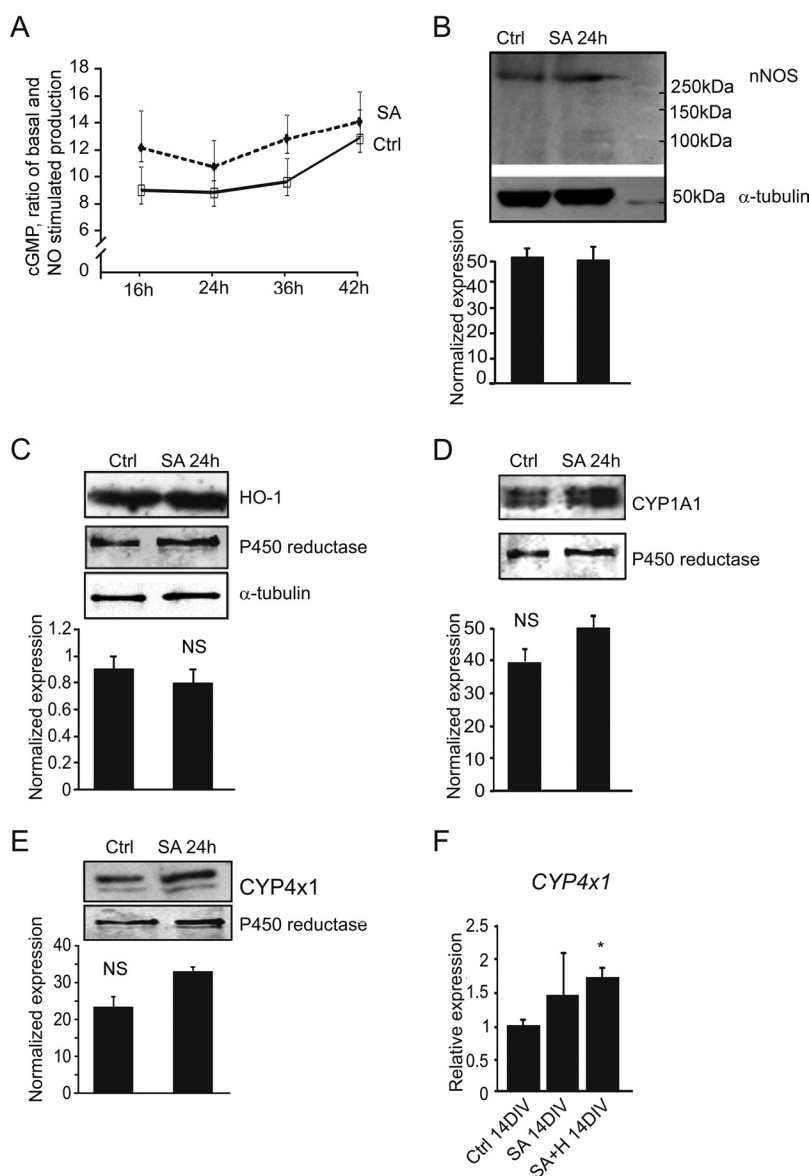 A
cGMP, ratio of basal and
NO stimulated production
16
14
12
10
8
0
16h
24h
36h
42h
SA
Ctrl
B
Ctrl SA 24h
nNOS
250kDa
150kDa
100kDa
50kDa
α-tubulin
Normalized expression
50
40
30
20
10
0
C
Ctrl SA 24h
HO-1
P450 reductase
α-tubulin
Normalized expression
1.2
1
0.8
0.6
0.4
0.2
0
NS
D
Ctrl SA 24h
CYP1A1
P450 reductase
Normalized expression
50
40
30
20
10
0
NS
E
Ctrl SA 24h
CYP4x1
P450 reductase
Normalized expression
40
30
20
10
0
NS
F
CYP4x1
Relative expression
2.5
2
1.5
1
0.5
0
*
Ctrl 14DIV
SA 14DIV
SA+H 14DIV